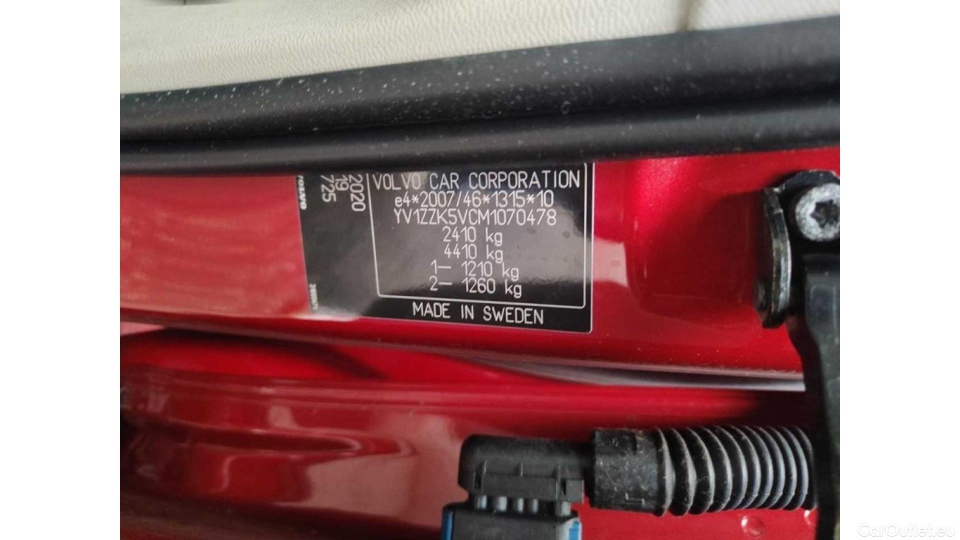 VOLVO CAR CORPORATION
e4*2007/46*1315*10
YV1ZZK5VCM1070478
2410 kg
4410 kg
1— 1210 kg
2— 1260 kg
MADE IN SWEDEN
2020
19
725
VOLVO
CarOutlet.eu